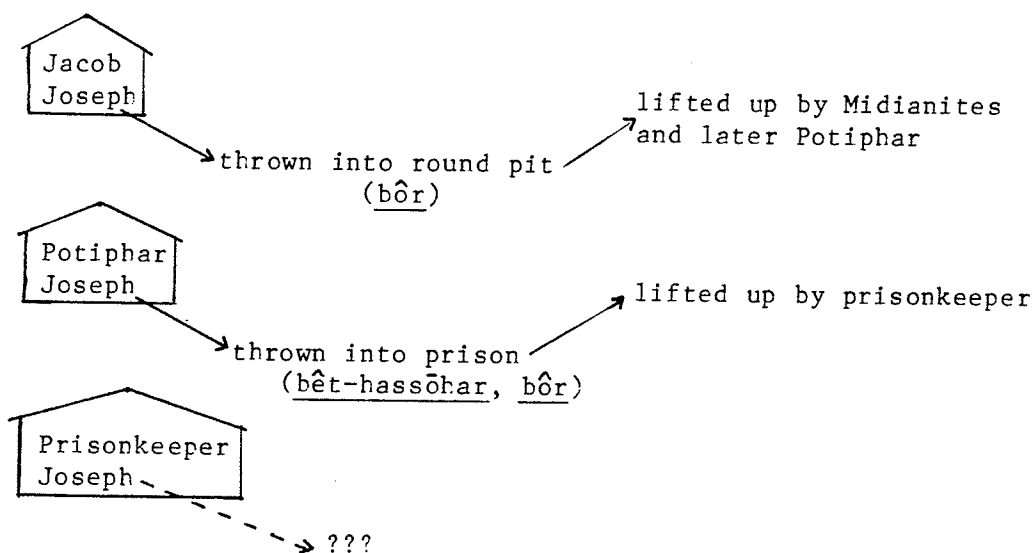 Jacob
Joseph
lifted up by Midianites
and later Potiphar
thrown into round pit
(bôr)
Potiphar
Joseph
lifted up by prisonkeeper
thrown into prison
(bêt-hassōhar, bôr)
Prisonkeeper
Joseph
???